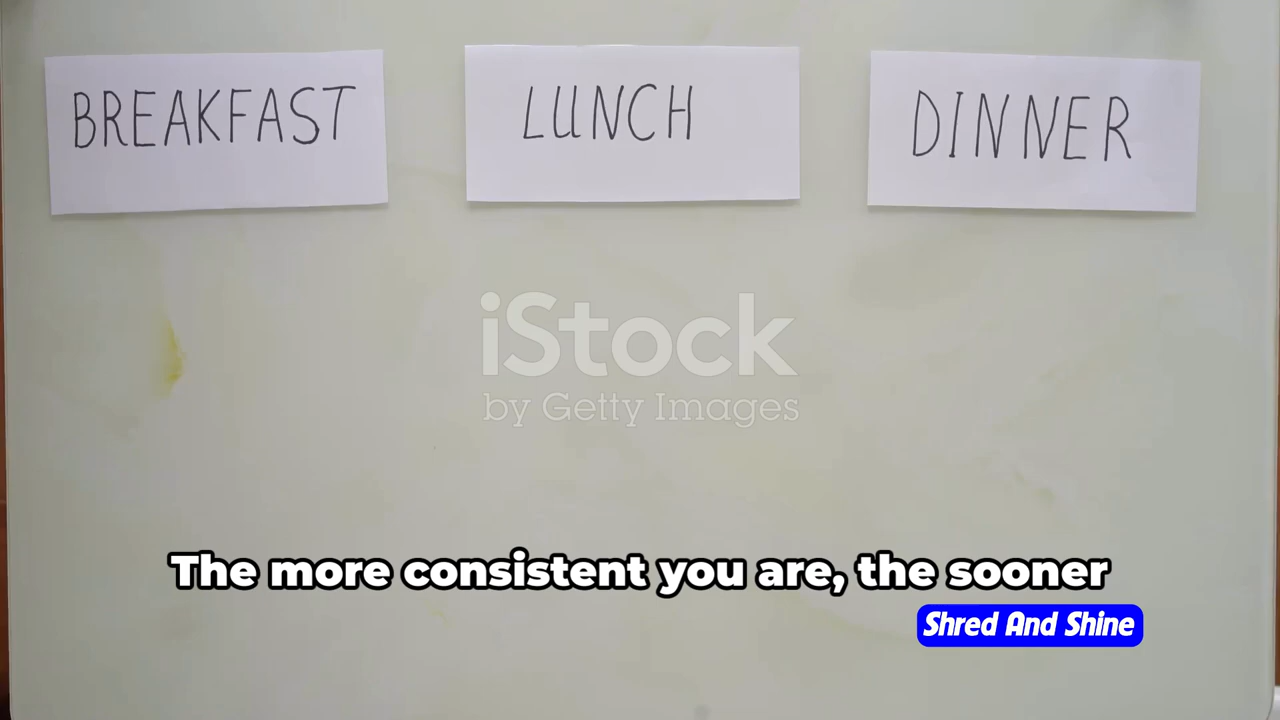 BREAKFAST LUNCH DINNER
iStock
by Getty Images
The more consistent you are, the sooner
Shred And Shine